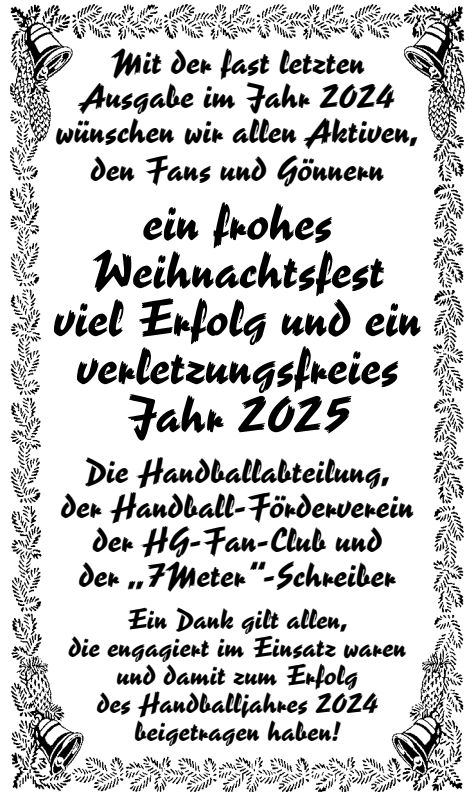 Mit der fast letzten
Ausgabe im Jahr 2024
wünschen wir allen Aktiven,
den Fans und Gönnern
ein frohes
Weihnachtsfest
viel Erfolg und ein
verletzungsfreies
Jahr 2025
Die Handballabteilung,
der Handball-Förderverein
der HG-Fan-Club und
der „7Meter“-Schreiber
Ein Dank gilt allen,
die engagiert im Einsatz waren
und damit zum Erfolg
des Handballjahres 2024
beigetragen haben!